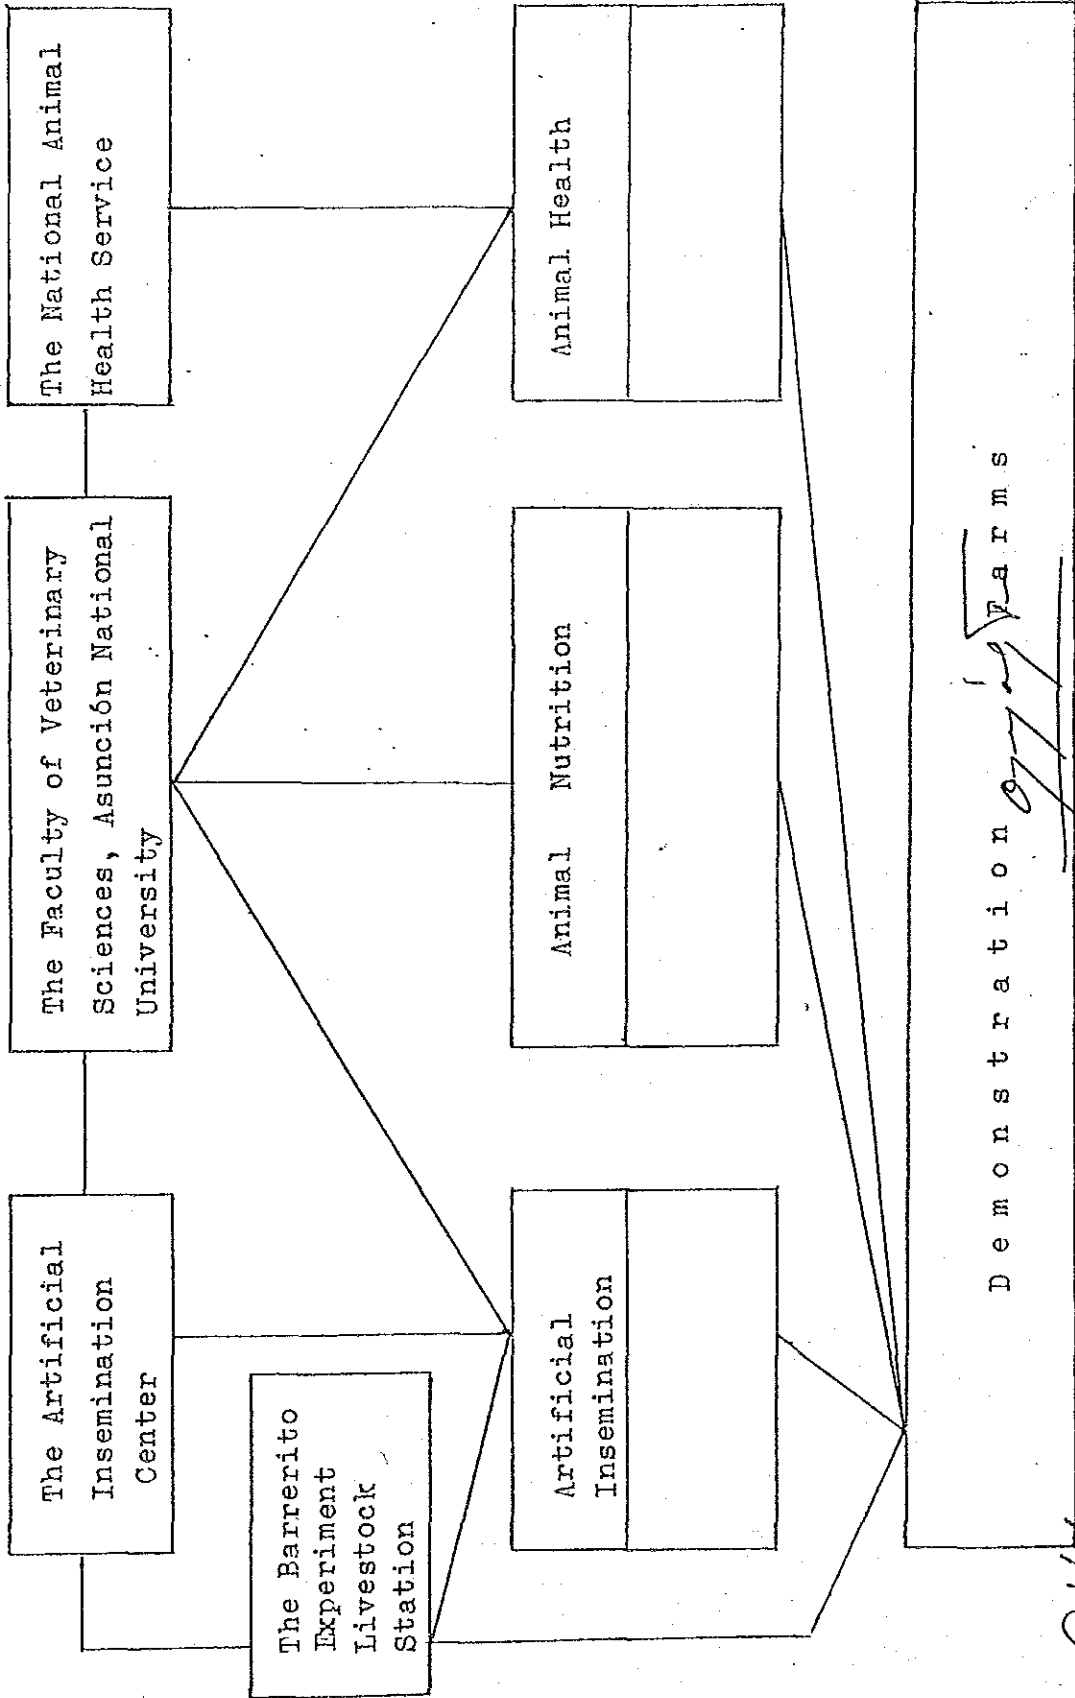 The Artificial
Insemination
Center
The Faculty of Veterinary
Sciences, Asunción National
University
The National Animal
Health Service
The Barrerito
Experiment
Livestock
Station
Artificial
Insemination
Animal Nutrition
Animal Health
Demonstration Farms